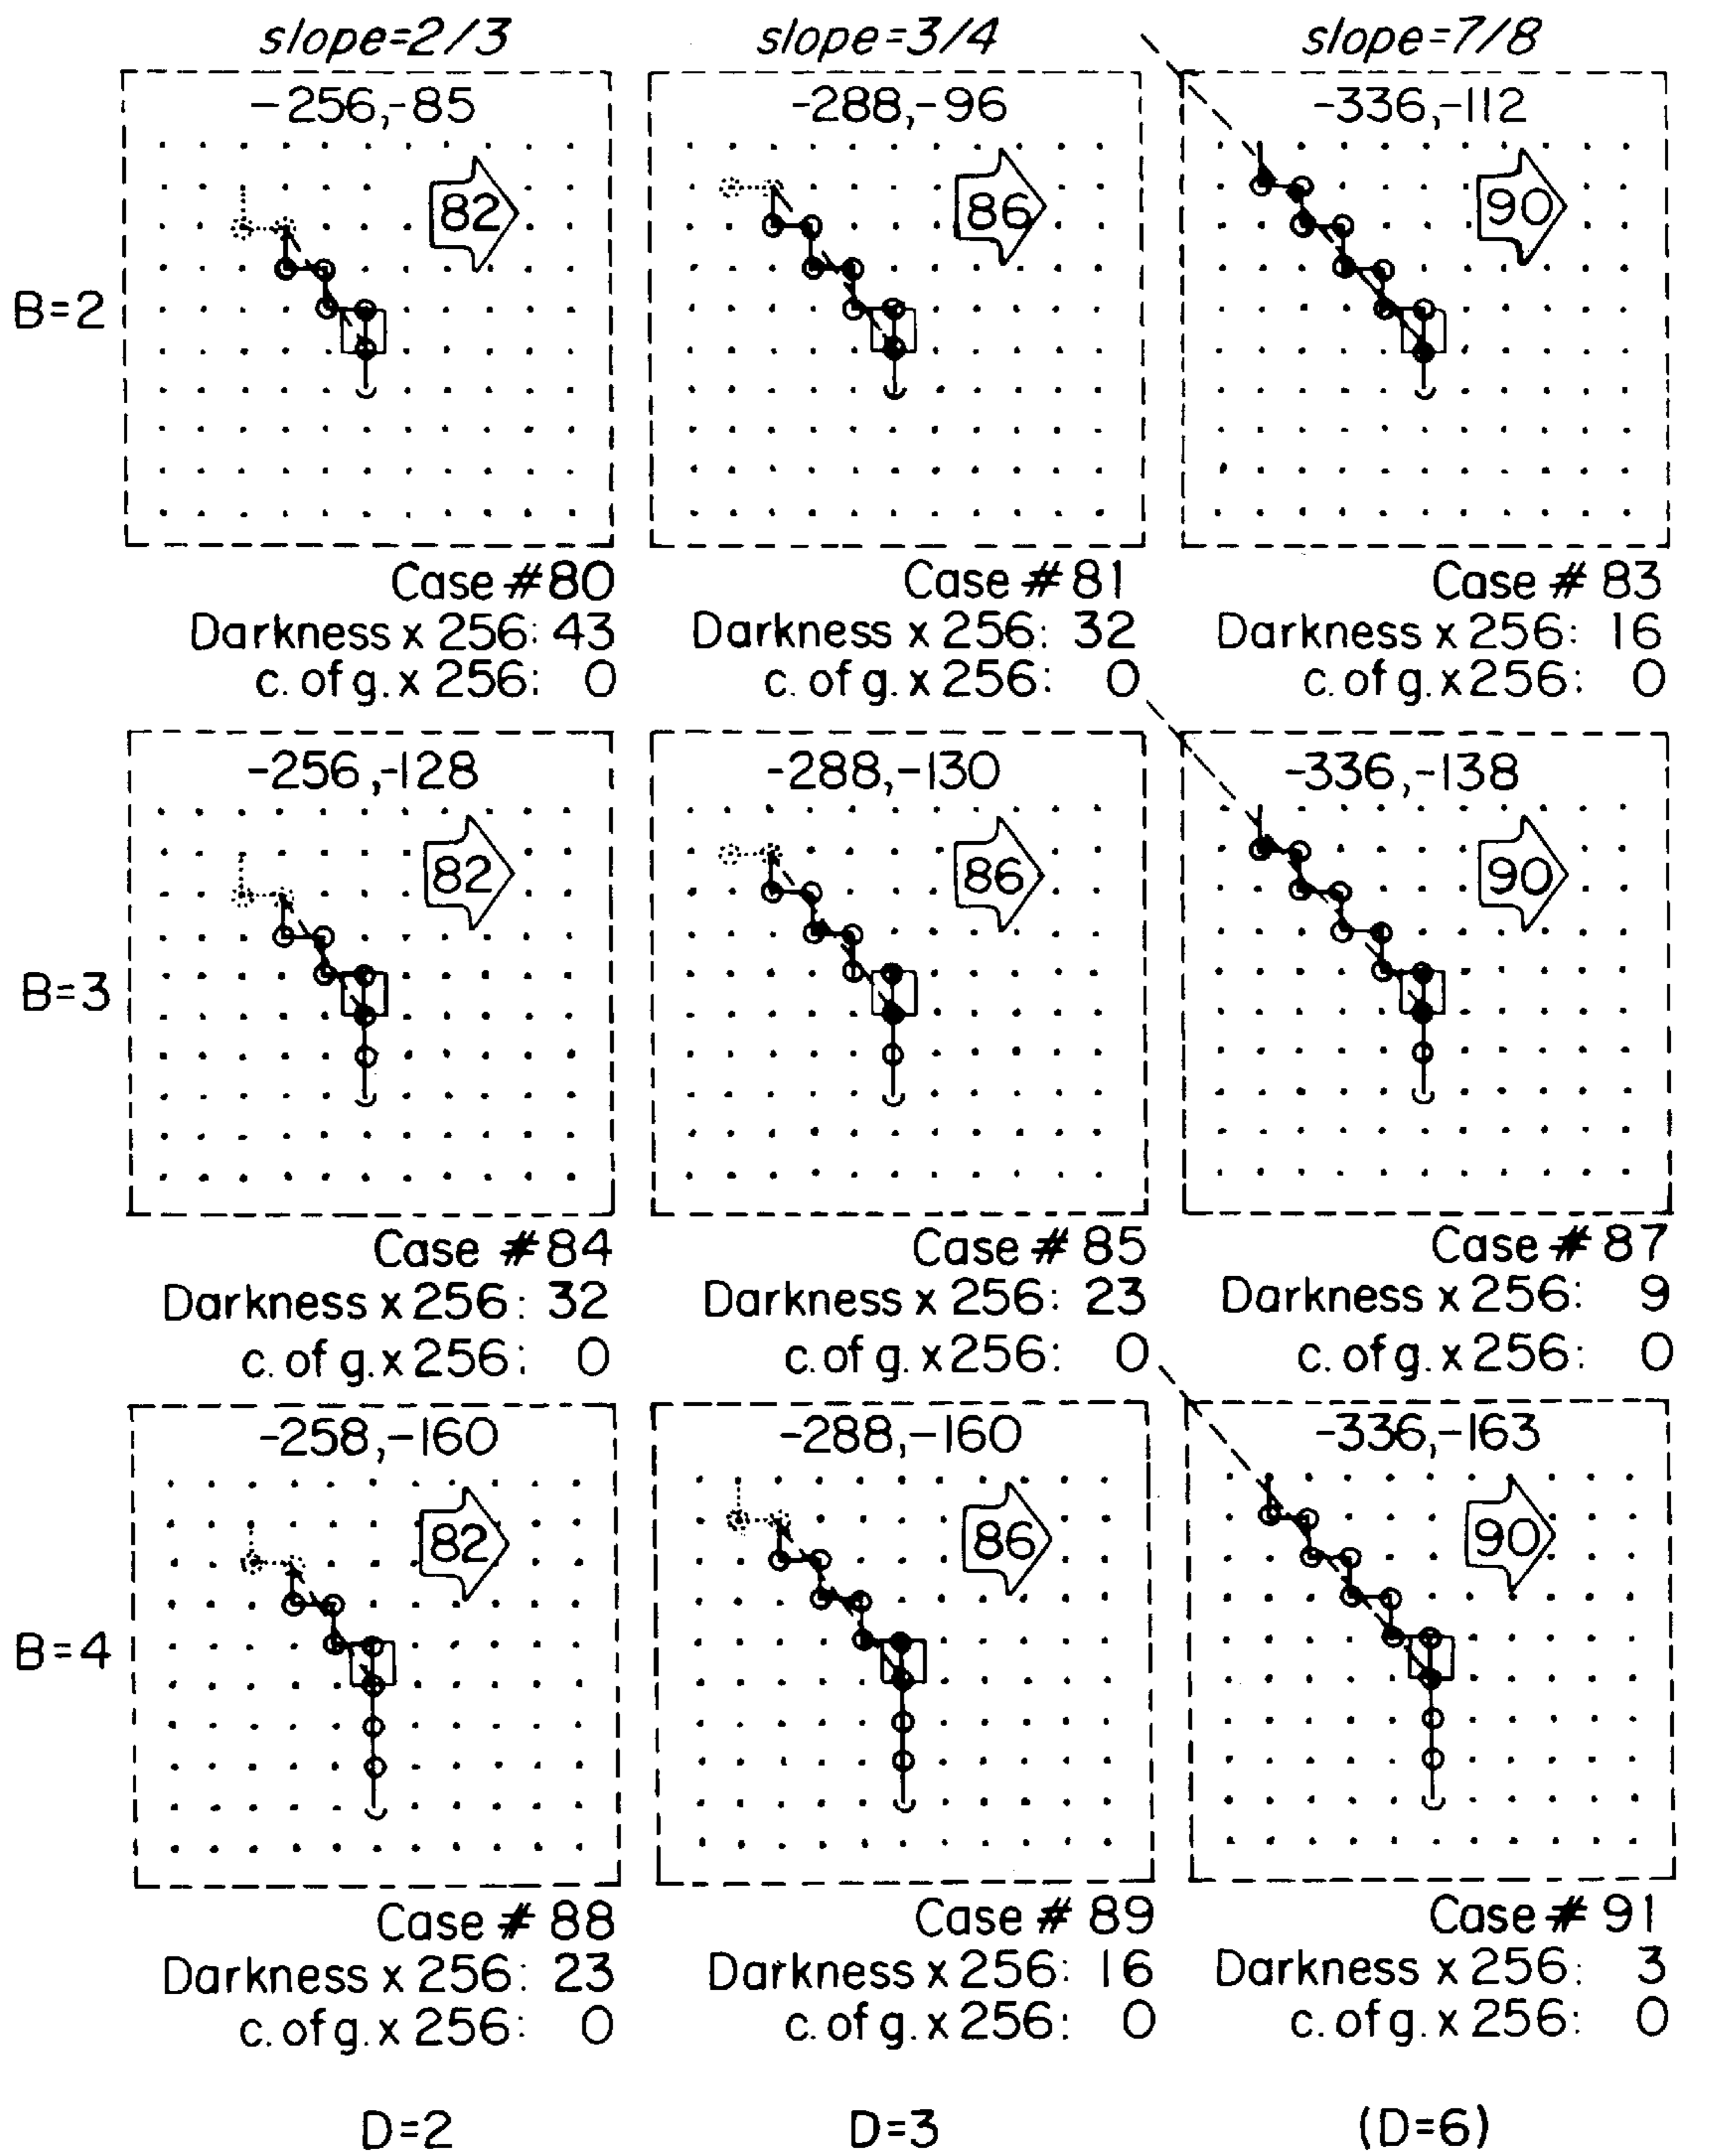 slope=2/3 slope=3/4 slope=7/8
-256,-85 -288,-96 -336,-112
82 86 90
B=2
Case #80 Case #81 Case # 83
Darkness x 256: 43 Darkness x 256: 32 Darkness x 256: 16
c. of g. x 256: 0 c. of g. x 256: 0 c. of g. x 256: 0
-256,-128 -288,-130 -336,-138
82 86 90
B=3
Case #84 Case # 85 Case # 87
Darkness x 256: 32 Darkness x 256: 23 Darkness x 256: 9
c. of g. x 256: 0 c. of g. x 256: 0 c. of g. x 256: 0
-258,-160 -288,-160 -336,-163
82 86 90
B=4
Case # 88 Case # 89 Case # 91
Darkness x 256: 23 Darkness x 256: 16 Darkness x 256: 3
c. of g. x 256: 0 c. of g. x 256: 0 c. of g. x 256: 0
D=2 D=3 (D=6)